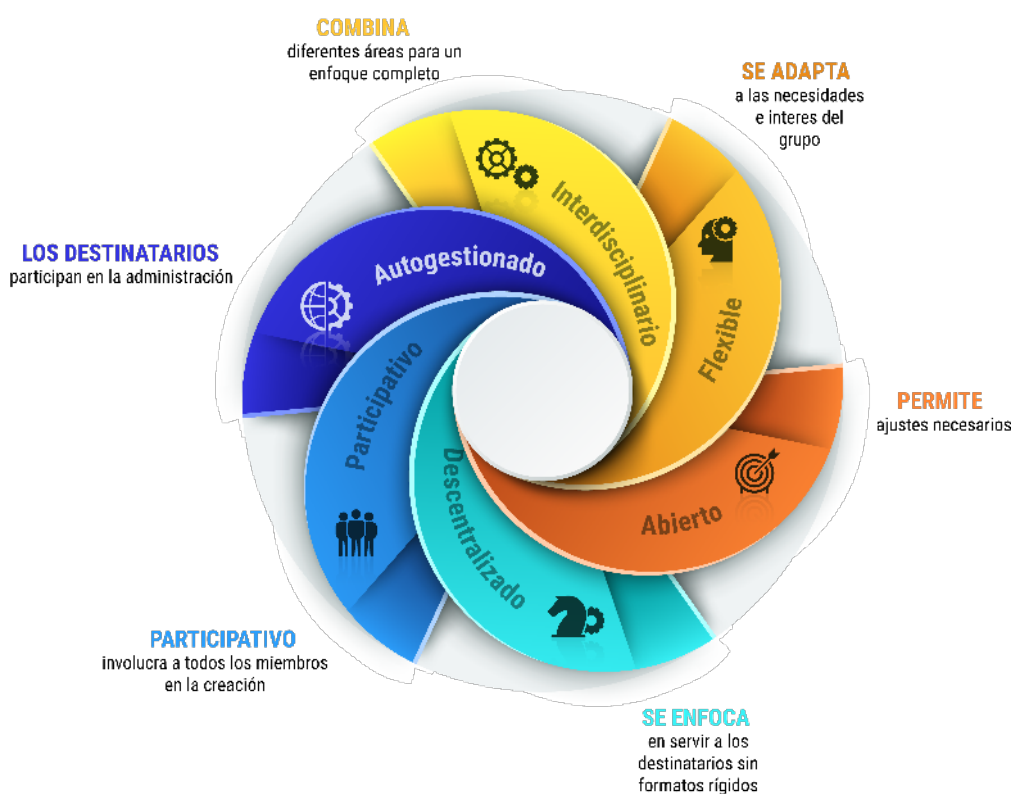 COMBINA
diferentes áreas para un
enfoque completo
SE ADAPTA
a las necesidades
e interes del
grupo
Interdisciplinario
Flexible
LOS DESTINATARIOS
participan en la administración
Autogestionado
PERMITE
ajustes necesarios
Participativo
Descentralizado
Abierto
PARTICIPATIVO
involucra a todos los miembros
en la creación
SE ENFOCA
en servir a los
destinatarios sin
formatos rígidos